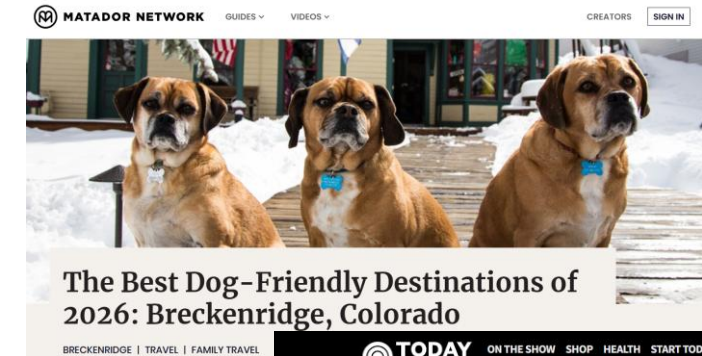 MATADOR NETWORK GUIDES VIDEOS CREATORS SIGN IN
The Best Dog-Friendly Destinations of
2026: Breckenridge, Colorado
BRECKENRIDGE | TRAVEL | FAMILY TRAVEL
TODAY ON THE SHOW SHOP HEALTH START TOD